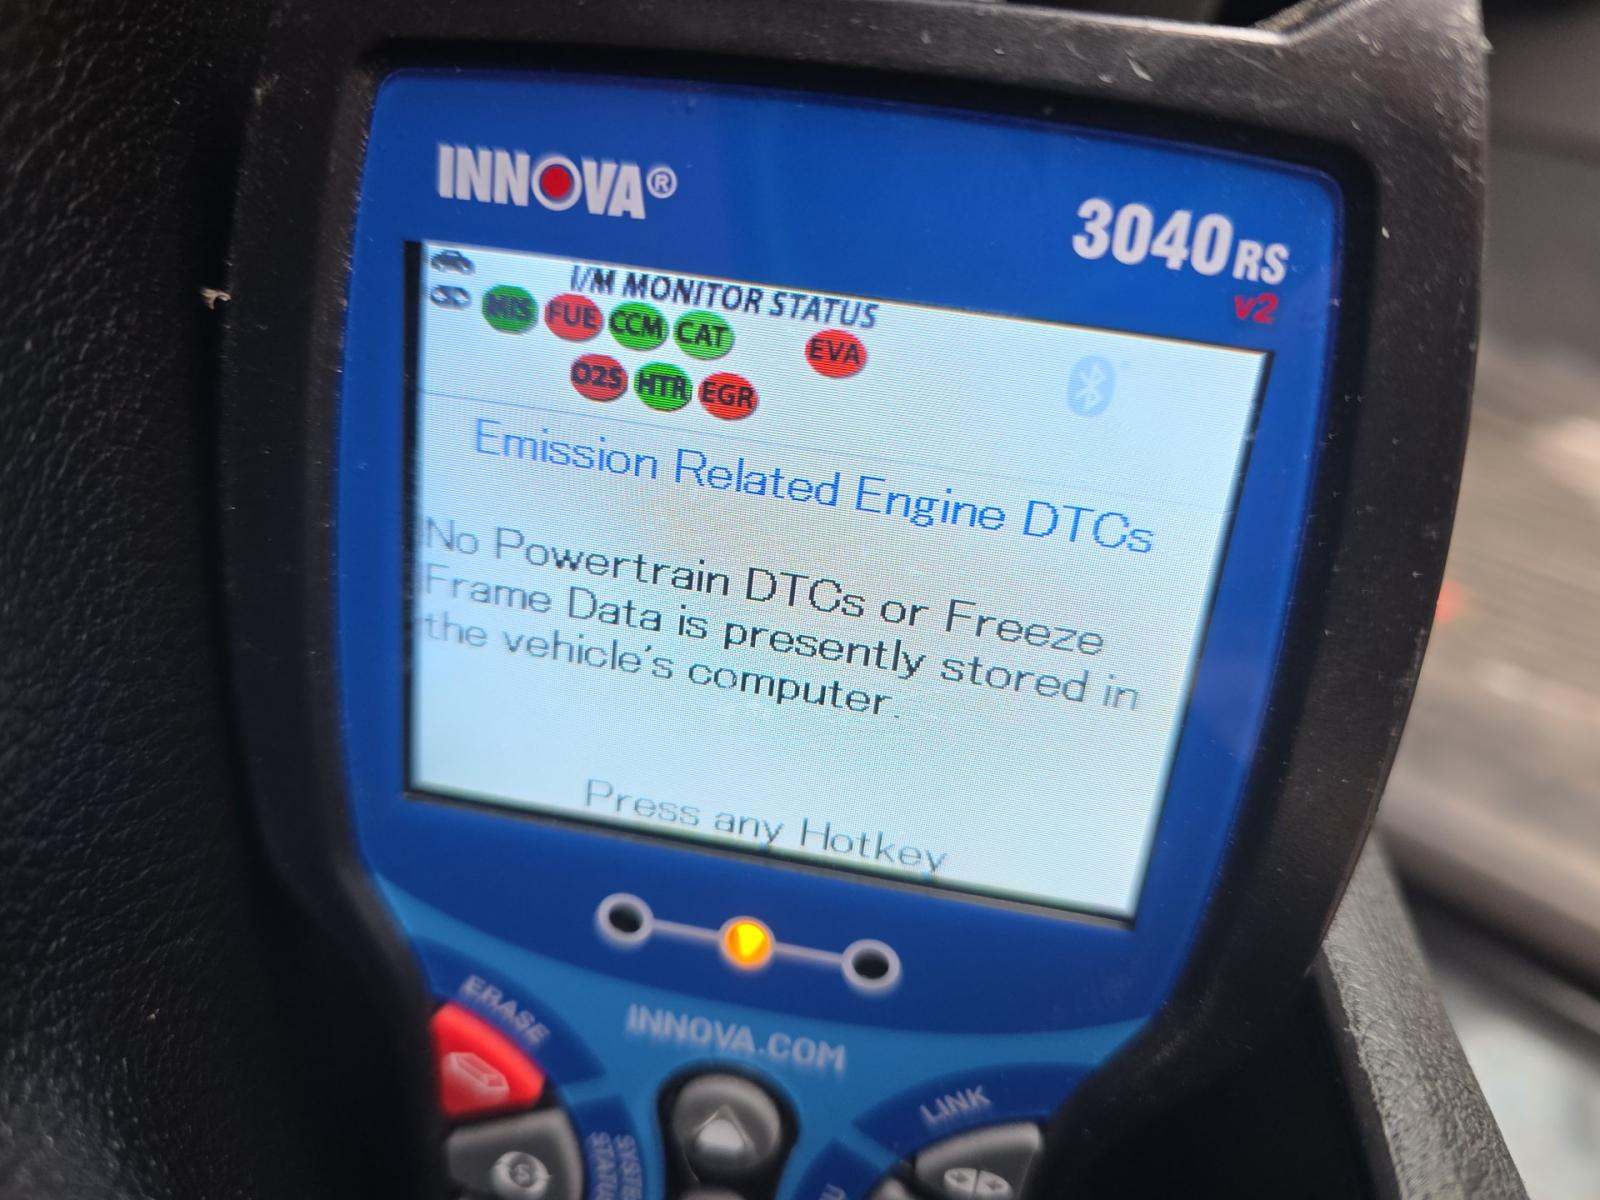 INNOVA®
3040RS
v2
I/M MONITOR STATUS
MIS FUE CCM CAT EVA
O2S HTR EGR
Emission Related Engine DTCs
No Powertrain DTCs or Freeze
Frame Data is presently stored in
the vehicle's computer.
Press any Hotkey
ERASE
INNOVA.COM
LINK
SYSTEM
STATUS